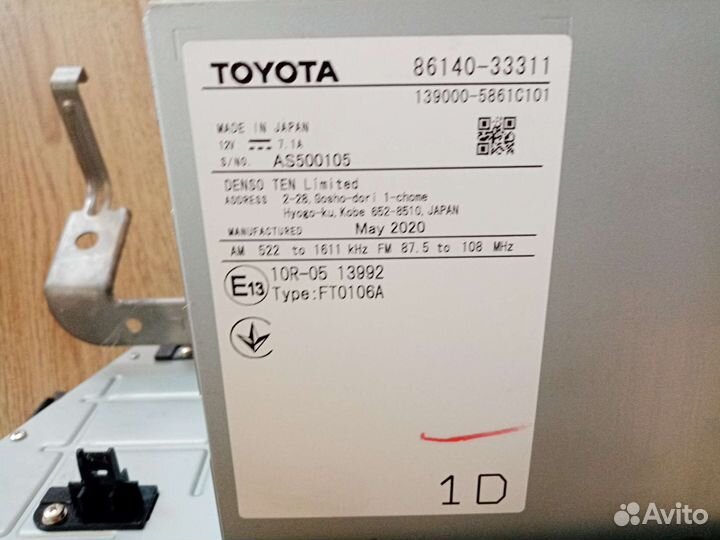 TOYOTA 86140-33311
139000-5861C101
MADE IN JAPAN
12V 7.1A
S/NO. AS500105
DENSO TEN Limited
ADDRESS 2-28, Gosho-dori 1-chome
Hyogo-ku, Kobe 652-8510, JAPAN
MANUFACTURED May 2020
AM 522 to 1611 kHz FM 87.5 to 108 MHz
E13 10R-05 13992
Type:FT0106A
1D
Avito